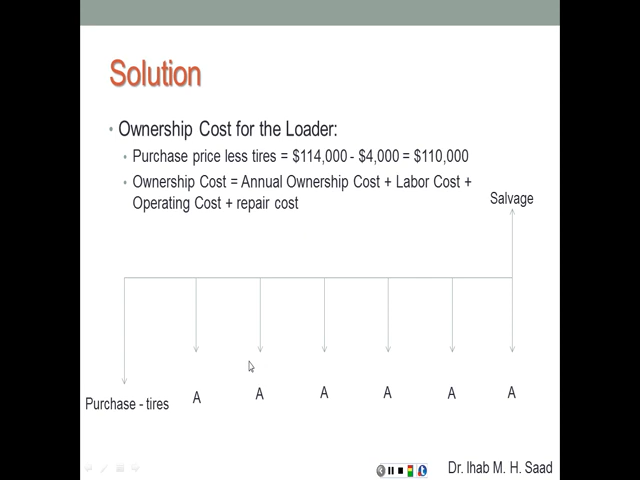 Solution
• Ownership Cost for the Loader:
• Purchase price less tires = $114,000 - $4,000 = $110,000
• Ownership Cost = Annual Ownership Cost + Labor Cost +
Operating Cost + repair cost
Salvage
Purchase - tires
A
A
A
A
A
A
Dr. Ihab M. H. Saad